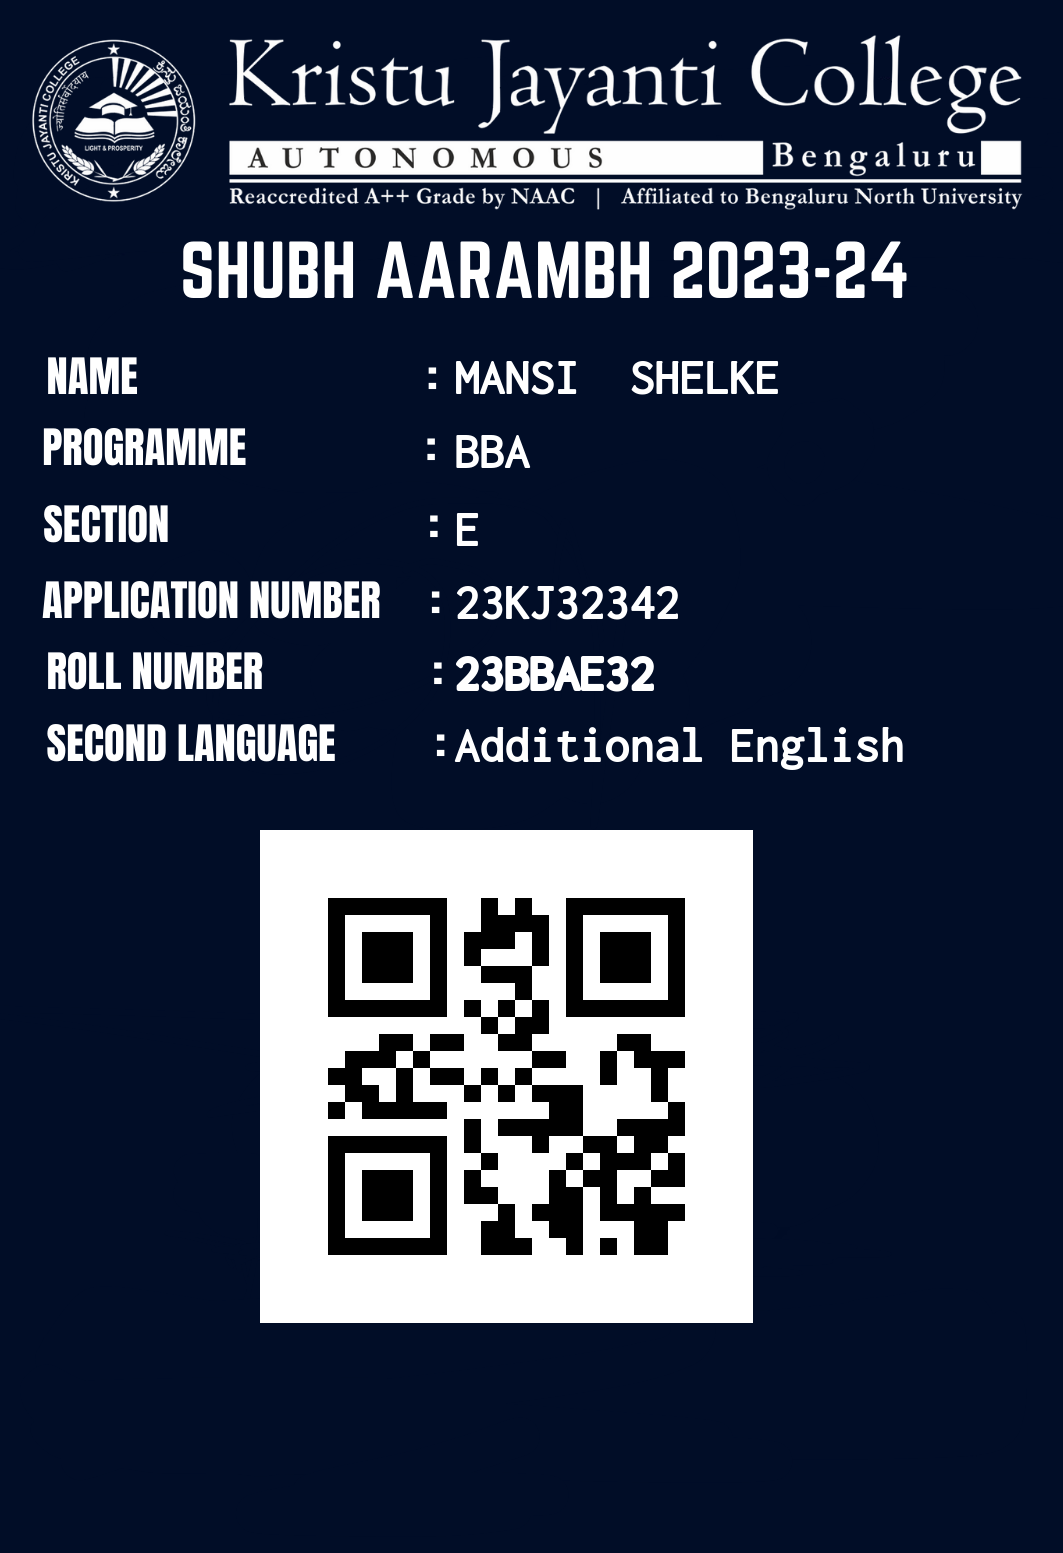 Kristu Jayanti College
AUTONOMOUS Bengaluru
Reaccredited A++ Grade by NAAC | Affiliated to Bengaluru North University
KRISTU JAYANTI COLLEGE
LIGHT & PROSPERITY
SHUBH AARAMBH 2023-24
NAME : MANSI SHELKE
PROGRAMME : BBA
SECTION : E
APPLICATION NUMBER : 23KJ32342
ROLL NUMBER : 23BBAE32
SECOND LANGUAGE : Additional English